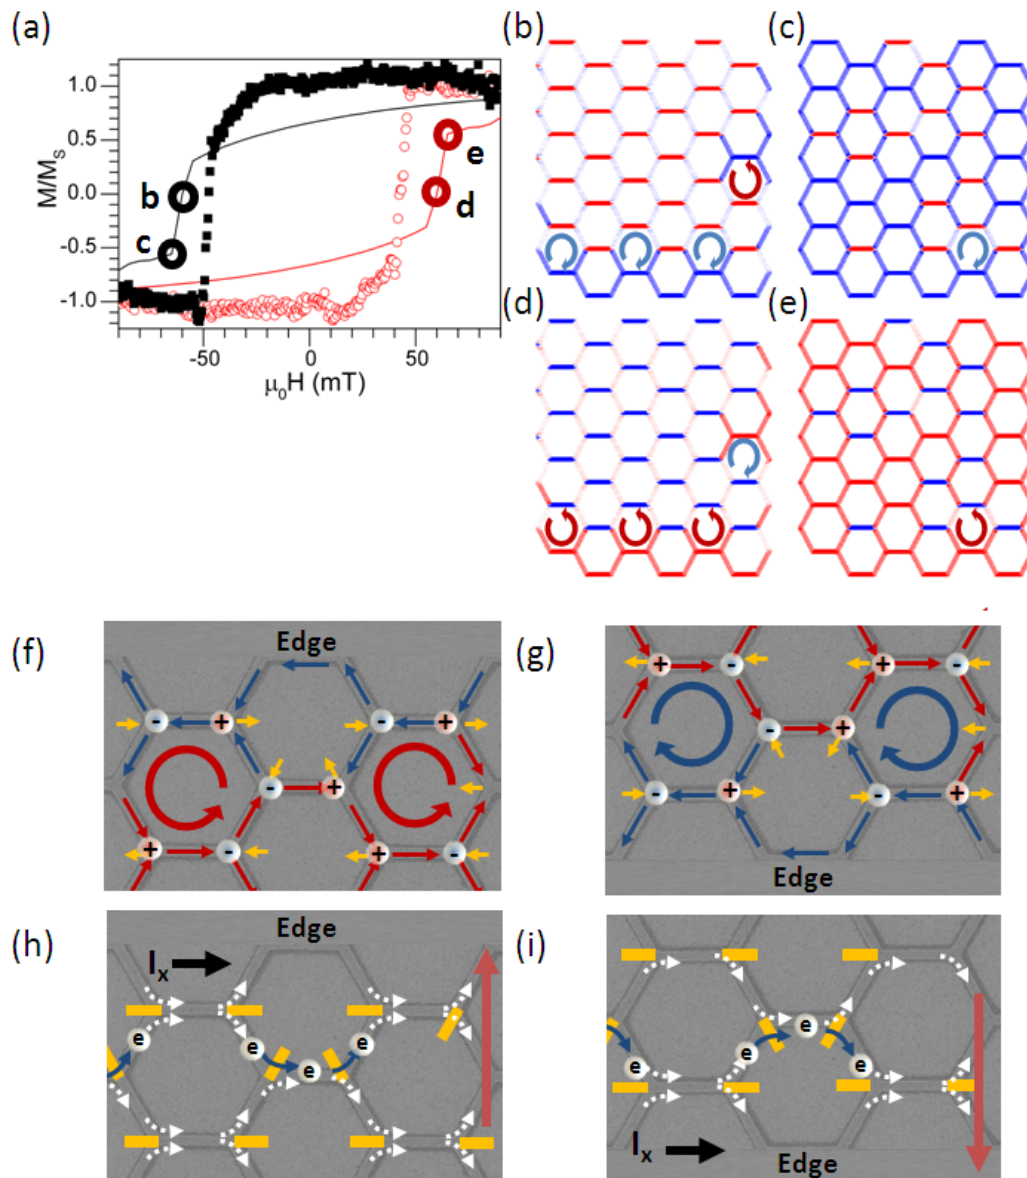 (a)
M/MS
1.0
0.5
0.0
-0.5
-1.0
b
c
e
d
-50
0
50
μ0H (mT)
(b)
(c)
(d)
(e)
(f)
Edge
- + - +
- +
+ - + -
(g)
+ - + -
- +
- + - +
Edge
(h)
Edge
Ix
e e e e
(i)
e e e e
Ix
Edge